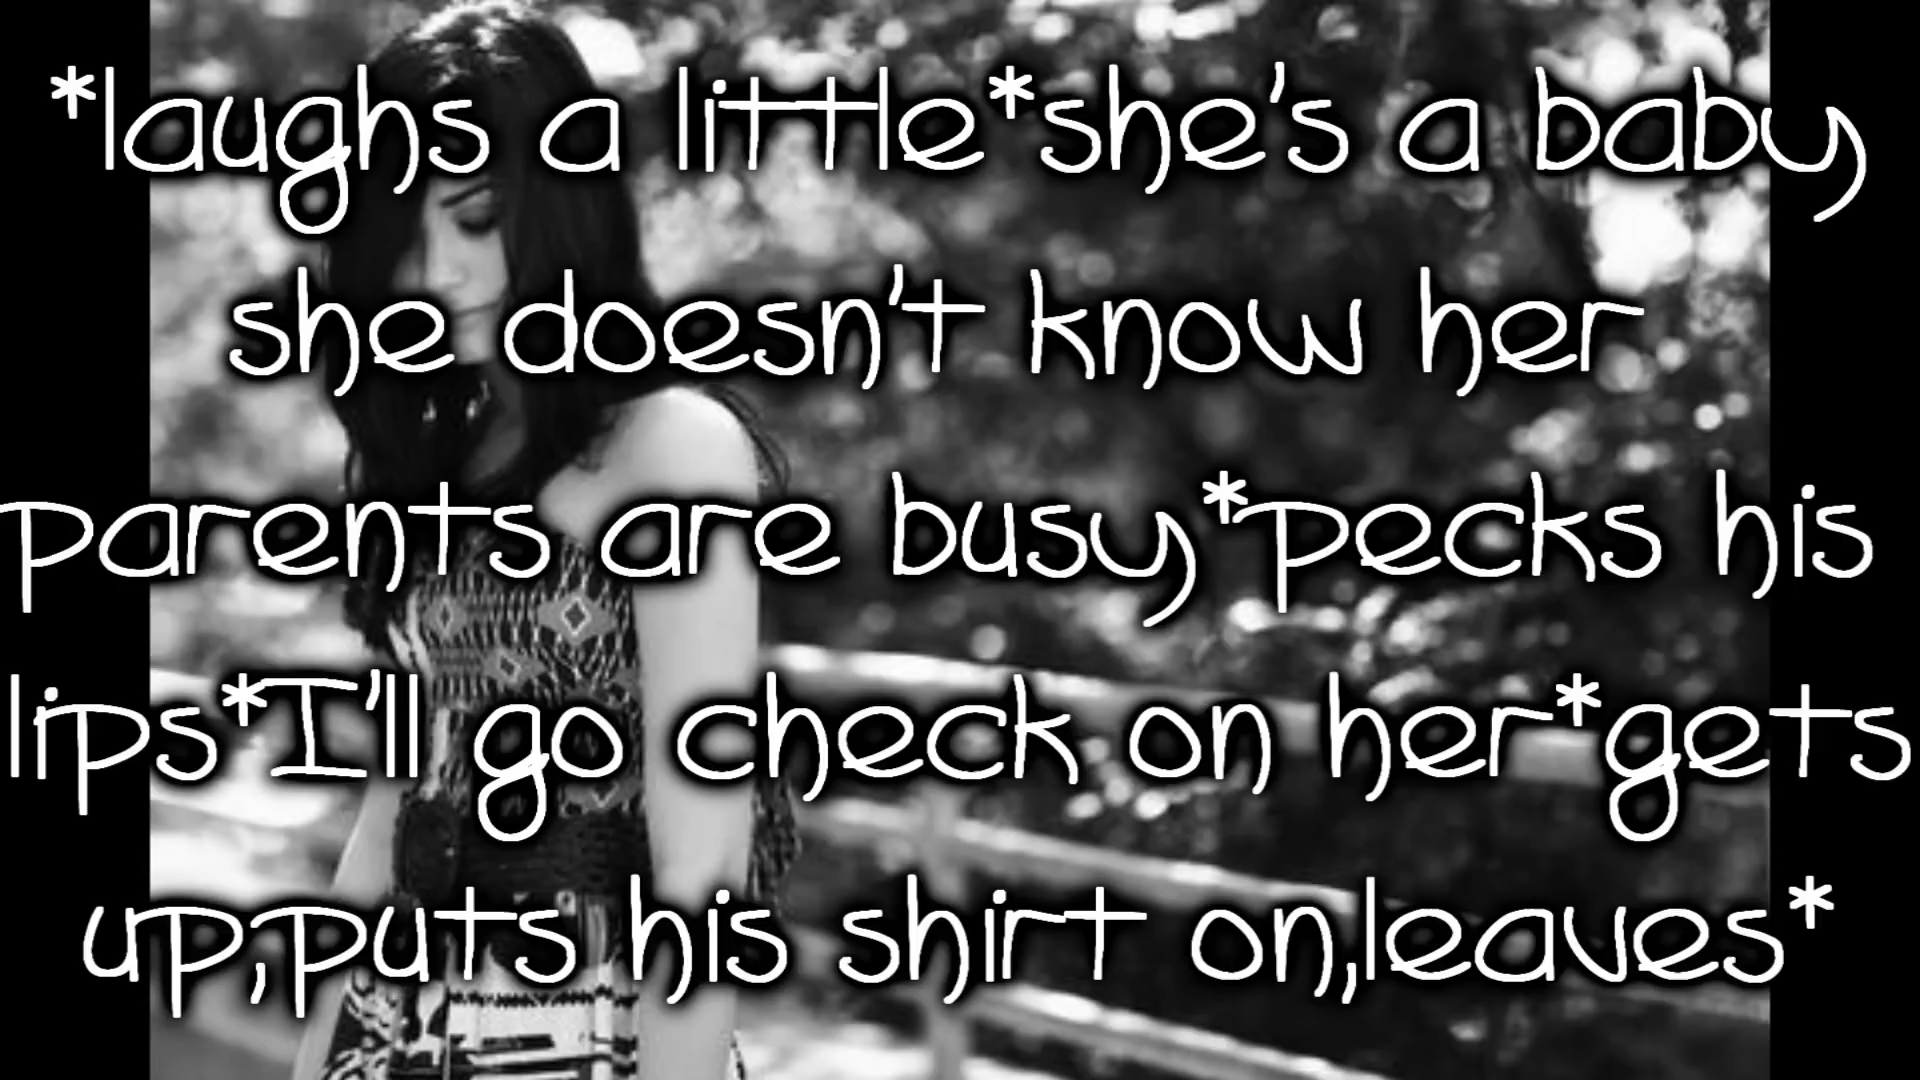 *laughs a little*she's a baby
she doesn't know her
parents are busy*pecks his
lips*I'll go check on her*gets
up,puts his shirt on,leaves*